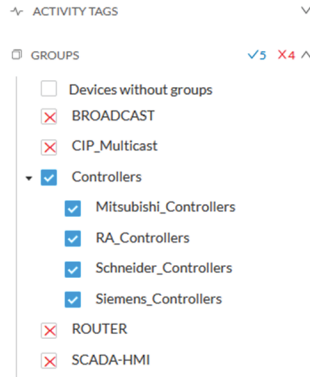 ACTIVITY TAGS
GROUPS 5 4
Devices without groups
BROADCAST
CIP_Multicast
Controllers
Mitsubishi_Controllers
RA_Controllers
Schneider_Controllers
Siemens_Controllers
ROUTER
SCADA-HMI